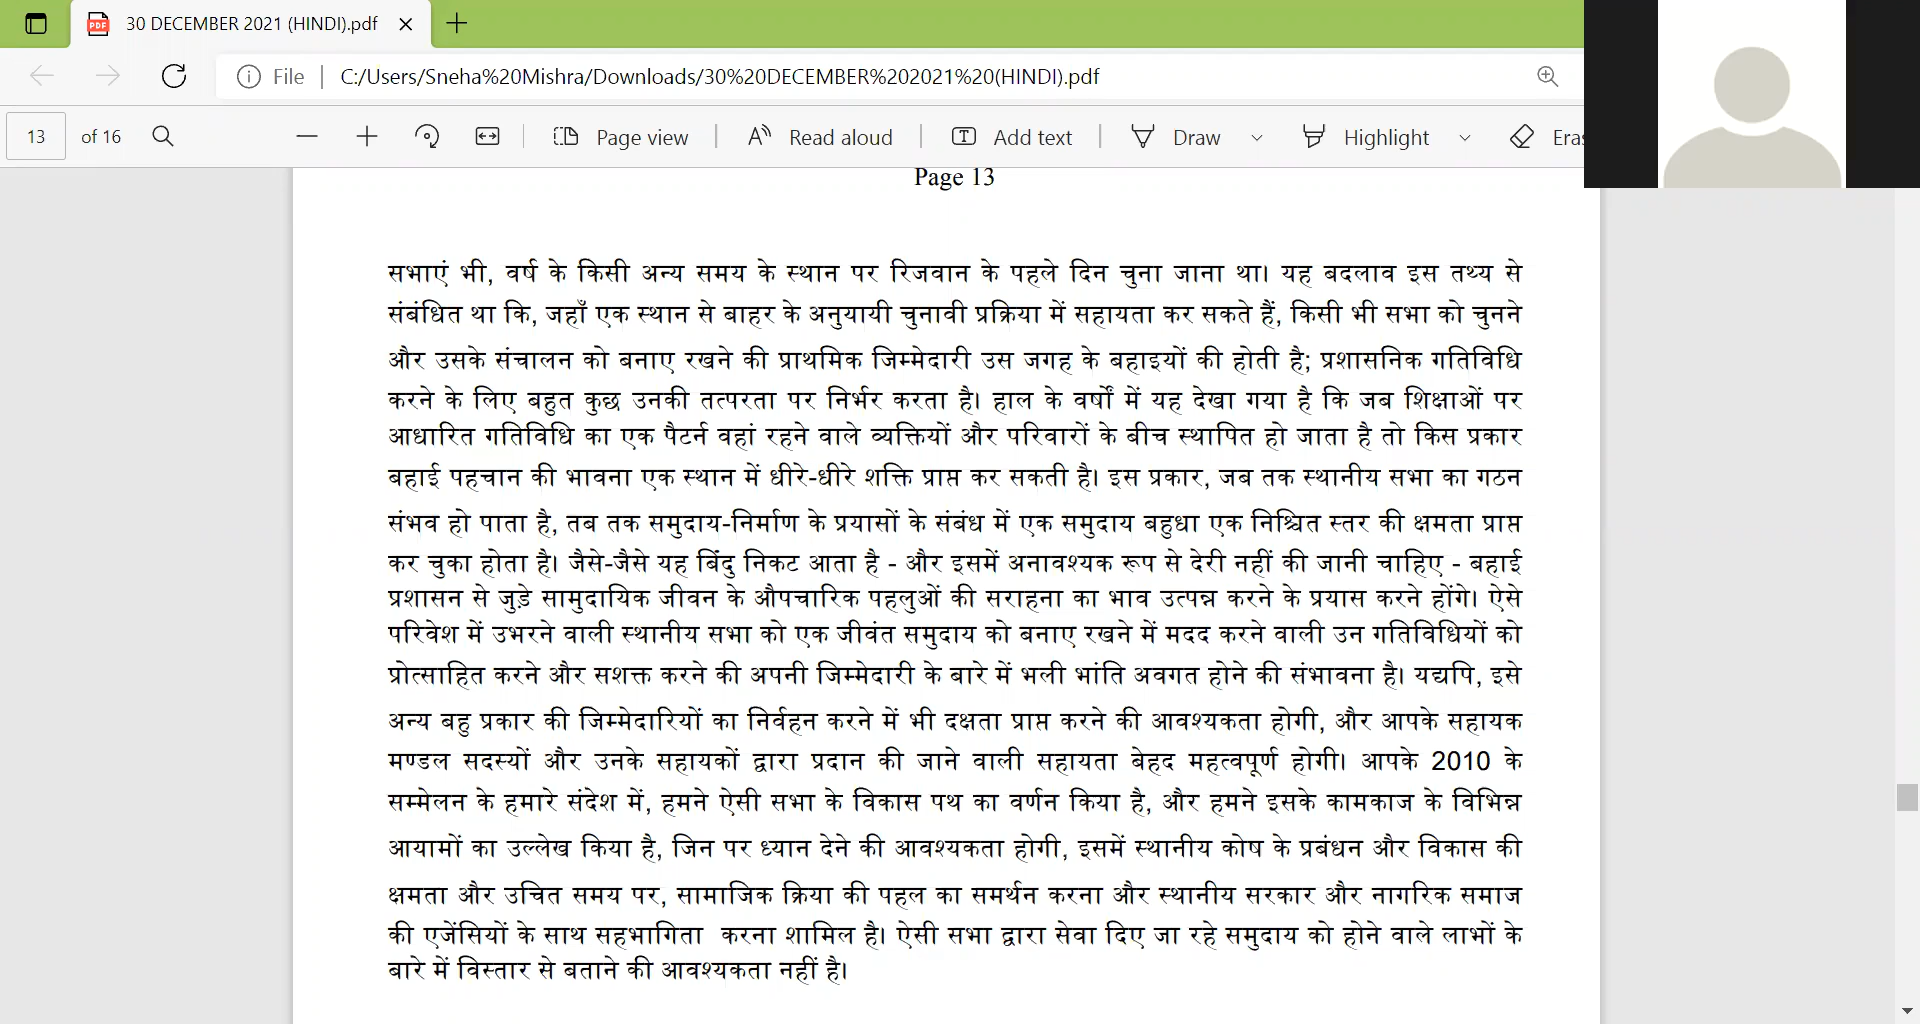 30 DECEMBER 2021 (HINDI).pdf
File
C:/Users/Sneha%20Mishra/Downloads/30%20DECEMBER%202021%20(HINDI).pdf
13 of 16 Page view Read aloud Add text Draw Highlight Eras
Page 13
सभाएं भी, वर्ष के किसी अन्य समय के स्थान पर रिजवान के पहले दिन चुना जाना था। यह बदलाव इस तथ्य से
संबंधित था कि, जहाँ एक स्थान से बाहर के अनुयायी चुनावी प्रक्रिया में सहायता कर सकते हैं, किसी भी सभा को चुनने
और उसके संचालन को बनाए रखने की प्राथमिक जिम्मेदारी उस जगह के बहाइयों की होती है; प्रशासनिक गतिविधि
करने के लिए बहुत कुछ उनकी तत्परता पर निर्भर करता है। हाल के वर्षों में यह देखा गया है कि जब शिक्षाओं पर
आधारित गतिविधि का एक पैटर्न वहां रहने वाले व्यक्तियों और परिवारों के बीच स्थापित हो जाता है तो किस प्रकार
बहाई पहचान की भावना एक स्थान में धीरे-धीरे शक्ति प्राप्त कर सकती है। इस प्रकार, जब तक स्थानीय सभा का गठन
संभव हो पाता है, तब तक समुदाय-निर्माण के प्रयासों के संबंध में एक समुदाय बहुधा एक निश्चित स्तर की क्षमता प्राप्त
कर चुका होता है। जैसे-जैसे यह बिंदु निकट आता है - और इसमें अनावश्यक रूप से देरी नहीं की जानी चाहिए - बहाई
प्रशासन से जुड़े सामुदायिक जीवन के औपचारिक पहलुओं की सराहना का भाव उत्पन्न करने के प्रयास करने होंगे। ऐसे
परिवेश में उभरने वाली स्थानीय सभा को एक जीवंत समुदाय को बनाए रखने में मदद करने वाली उन गतिविधियों को
प्रोत्साहित करने और सशक्त करने की अपनी जिम्मेदारी के बारे में भली भांति अवगत होने की संभावना है। यद्यपि, इसे
अन्य बहु प्रकार की जिम्मेदारियों का निर्वहन करने में भी दक्षता प्राप्त करने की आवश्यकता होगी, और आपके सहायक
मण्डल सदस्यों और उनके सहायकों द्वारा प्रदान की जाने वाली सहायता बेहद महत्वपूर्ण होगी। आपके 2010 के
सम्मेलन के हमारे संदेश में, हमने ऐसी सभा के विकास पथ का वर्णन किया है, और हमने इसके कामकाज के विभिन्न
आयामों का उल्लेख किया है, जिन पर ध्यान देने की आवश्यकता होगी, इसमें स्थानीय कोष के प्रबंधन और विकास की
क्षमता और उचित समय पर, सामाजिक क्रिया की पहल का समर्थन करना और स्थानीय सरकार और नागरिक समाज
की एजेंसियों के साथ सहभागिता करना शामिल है। ऐसी सभा द्वारा सेवा दिए जा रहे समुदाय को होने वाले लाभों के
बारे में विस्तार से बताने की आवश्यकता नहीं है।